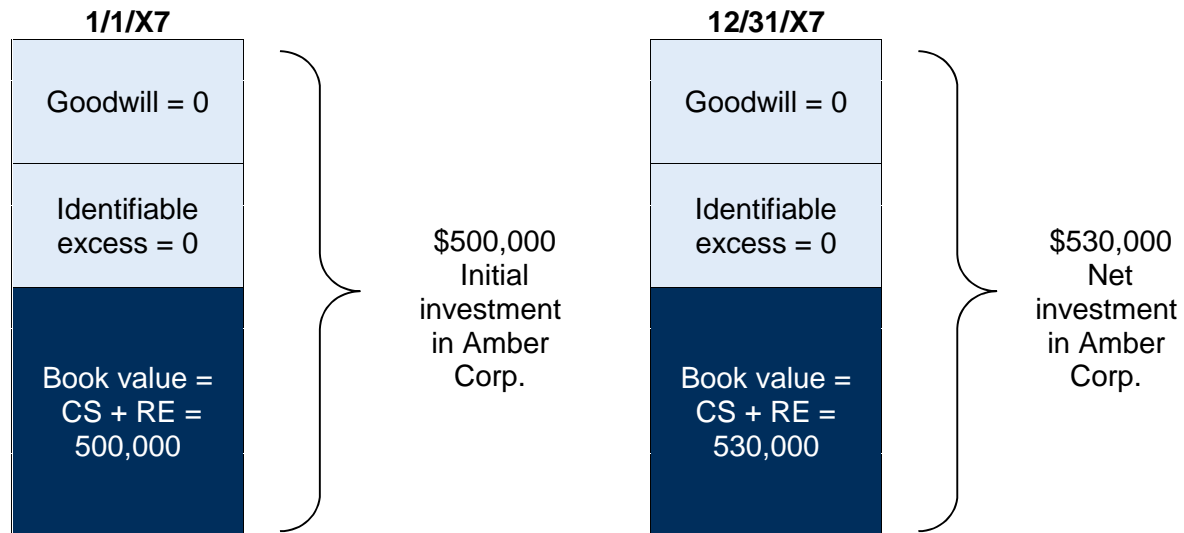 1/1/X7
Goodwill = 0
Identifiable
excess = 0
Book value =
CS + RE =
500,000
$500,000
Initial
investment
in Amber
Corp.
12/31/X7
Goodwill = 0
Identifiable
excess = 0
Book value =
CS + RE =
530,000
$530,000
Net
investment
in Amber
Corp.